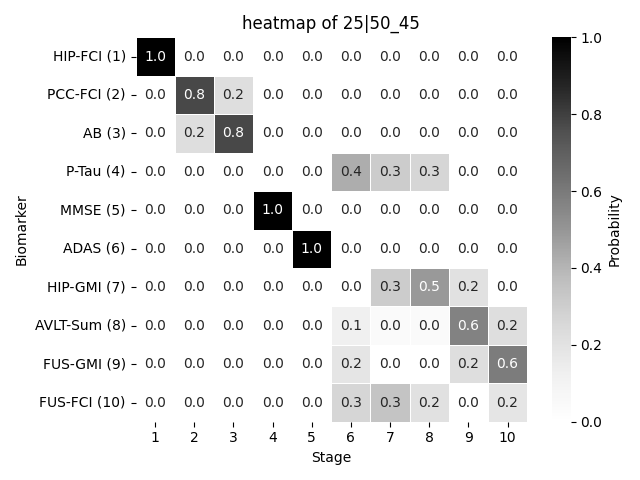 heatmap of 25|50_45
HIP-FCI (1) 1.0 0.0 0.0 0.0 0.0 0.0 0.0 0.0 0.0 0.0
PCC-FCI (2) 0.0 0.8 0.2 0.0 0.0 0.0 0.0 0.0 0.0 0.0
AB (3) 0.0 0.2 0.8 0.0 0.0 0.0 0.0 0.0 0.0 0.0
P-Tau (4) 0.0 0.0 0.0 0.0 0.0 0.4 0.3 0.3 0.0 0.0
MMSE (5) 0.0 0.0 0.0 1.0 0.0 0.0 0.0 0.0 0.0 0.0
ADAS (6) 0.0 0.0 0.0 0.0 1.0 0.0 0.0 0.0 0.0 0.0
HIP-GMI (7) 0.0 0.0 0.0 0.0 0.0 0.0 0.3 0.5 0.2 0.0
AVLT-Sum (8) 0.0 0.0 0.0 0.0 0.0 0.1 0.0 0.0 0.6 0.2
FUS-GMI (9) 0.0 0.0 0.0 0.0 0.0 0.2 0.0 0.0 0.2 0.6
FUS-FCI (10) 0.0 0.0 0.0 0.0 0.0 0.3 0.3 0.2 0.0 0.2
1 2 3 4 5 6 7 8 9 10
Stage
Biomarker
1.0
0.8
0.6
0.4
0.2
0.0
Probability